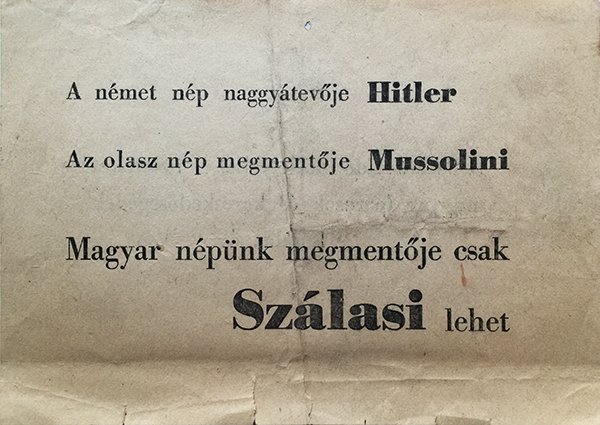 A német nép naggyátevője Hitler
Az olasz nép megmentője Mussolini
Magyar népünk megmentője csak
Szálasi lehet